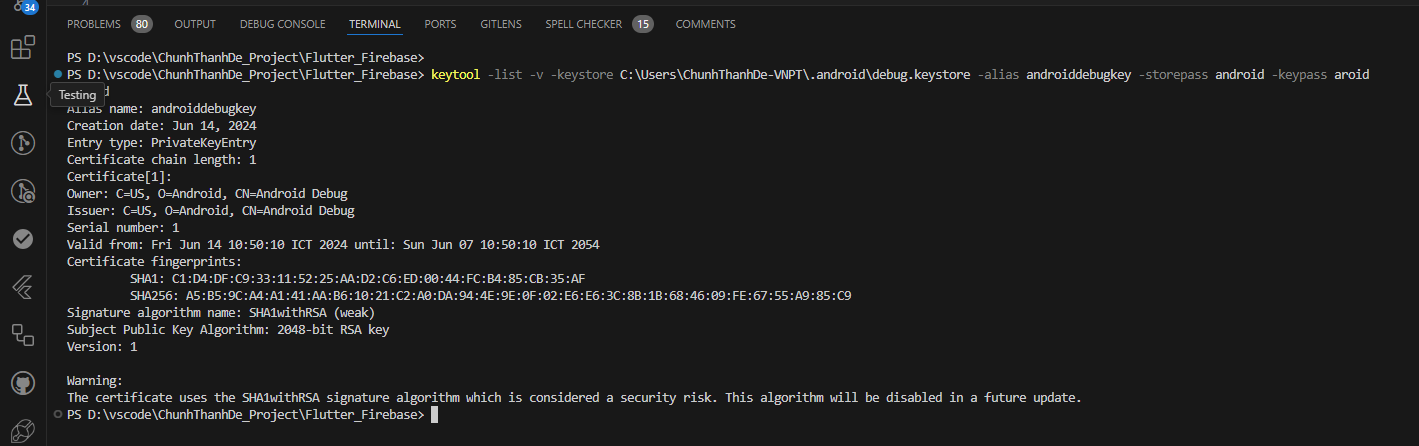 34
PROBLEMS 80 OUTPUT DEBUG CONSOLE TERMINAL PORTS GITLENS SPELL CHECKER 15 COMMENTS
PS D:\vscode\ChunhThanhDe_Project\Flutter_Firebase>
PS D:\vscode\ChunhThanhDe_Project\Flutter_Firebase> keytool -list -v -keystore C:\Users\ChunhThanhDe-VNPT\.android\debug.keystore -alias androiddebugkey -storepass android -keypass aroid
Testing d
Alias name: androiddebugkey
Creation date: Jun 14, 2024
Entry type: PrivateKeyEntry
Certificate chain length: 1
Certificate[1]:
Owner: C=US, O=Android, CN=Android Debug
Issuer: C=US, O=Android, CN=Android Debug
Serial number: 1
Valid from: Fri Jun 14 10:50:10 ICT 2024 until: Sun Jun 07 10:50:10 ICT 2054
Certificate fingerprints:
SHA1: C1:D4:DF:C9:33:11:52:25:AA:D2:C6:ED:00:44:FC:B4:85:CB:35:AF
SHA256: A5:B5:9C:A4:A1:41:AA:B6:10:21:C2:A0:DA:94:4E:9E:0F:02:E6:E6:3C:8B:1B:68:46:09:FE:67:55:A9:85:C9
Signature algorithm name: SHA1withRSA (weak)
Subject Public Key Algorithm: 2048-bit RSA key
Version: 1
Warning:
The certificate uses the SHA1withRSA signature algorithm which is considered a security risk. This algorithm will be disabled in a future update.
PS D:\vscode\ChunhThanhDe_Project\Flutter_Firebase>